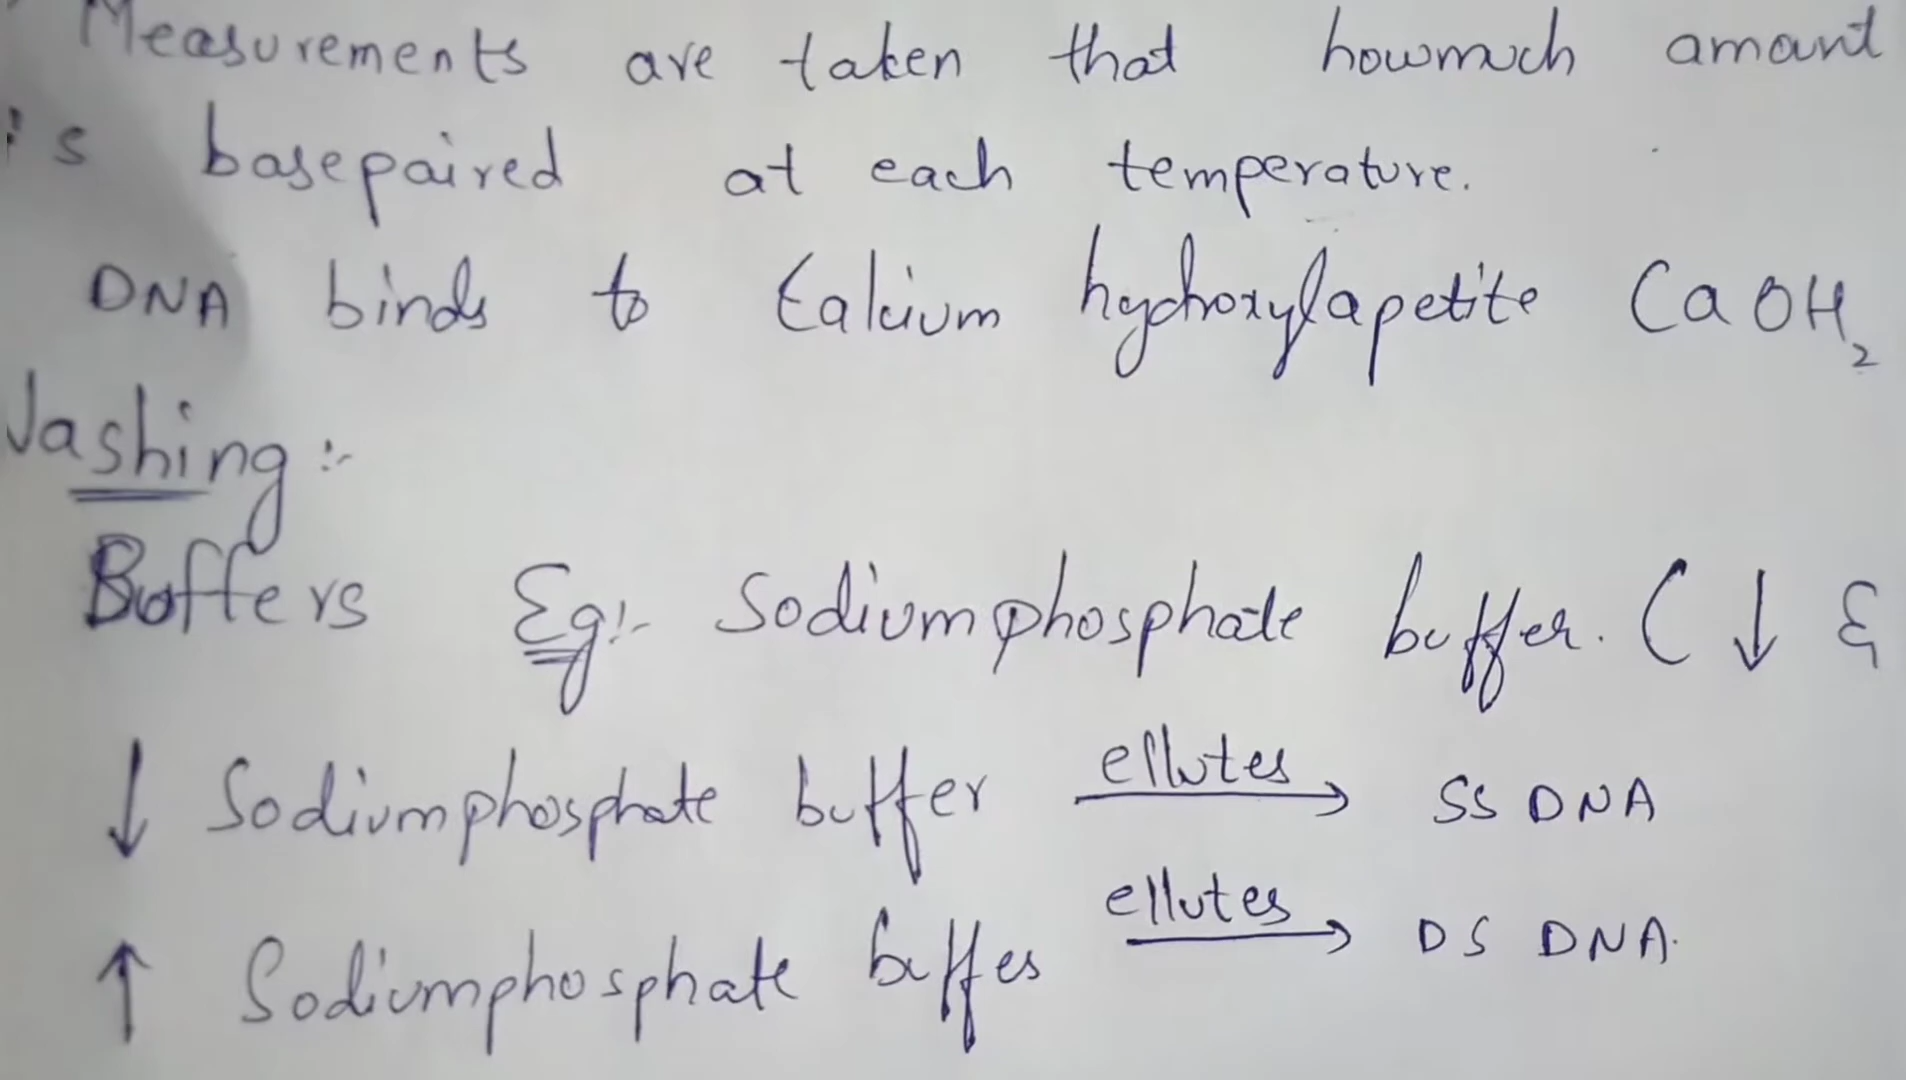 Measurements are taken that howmuch amount
is basepaired at each temperature.
DNA binds to Calcium hydroxylapetite CaOH₂
Washing :-
Buffers Eg:- Sodiumphosphate buffer. ( ↓ &
↓ Sodiumphosphate buffer ellutes → SS DNA
↑ Sodiumphosphate buffer ellutes → DS DNA.